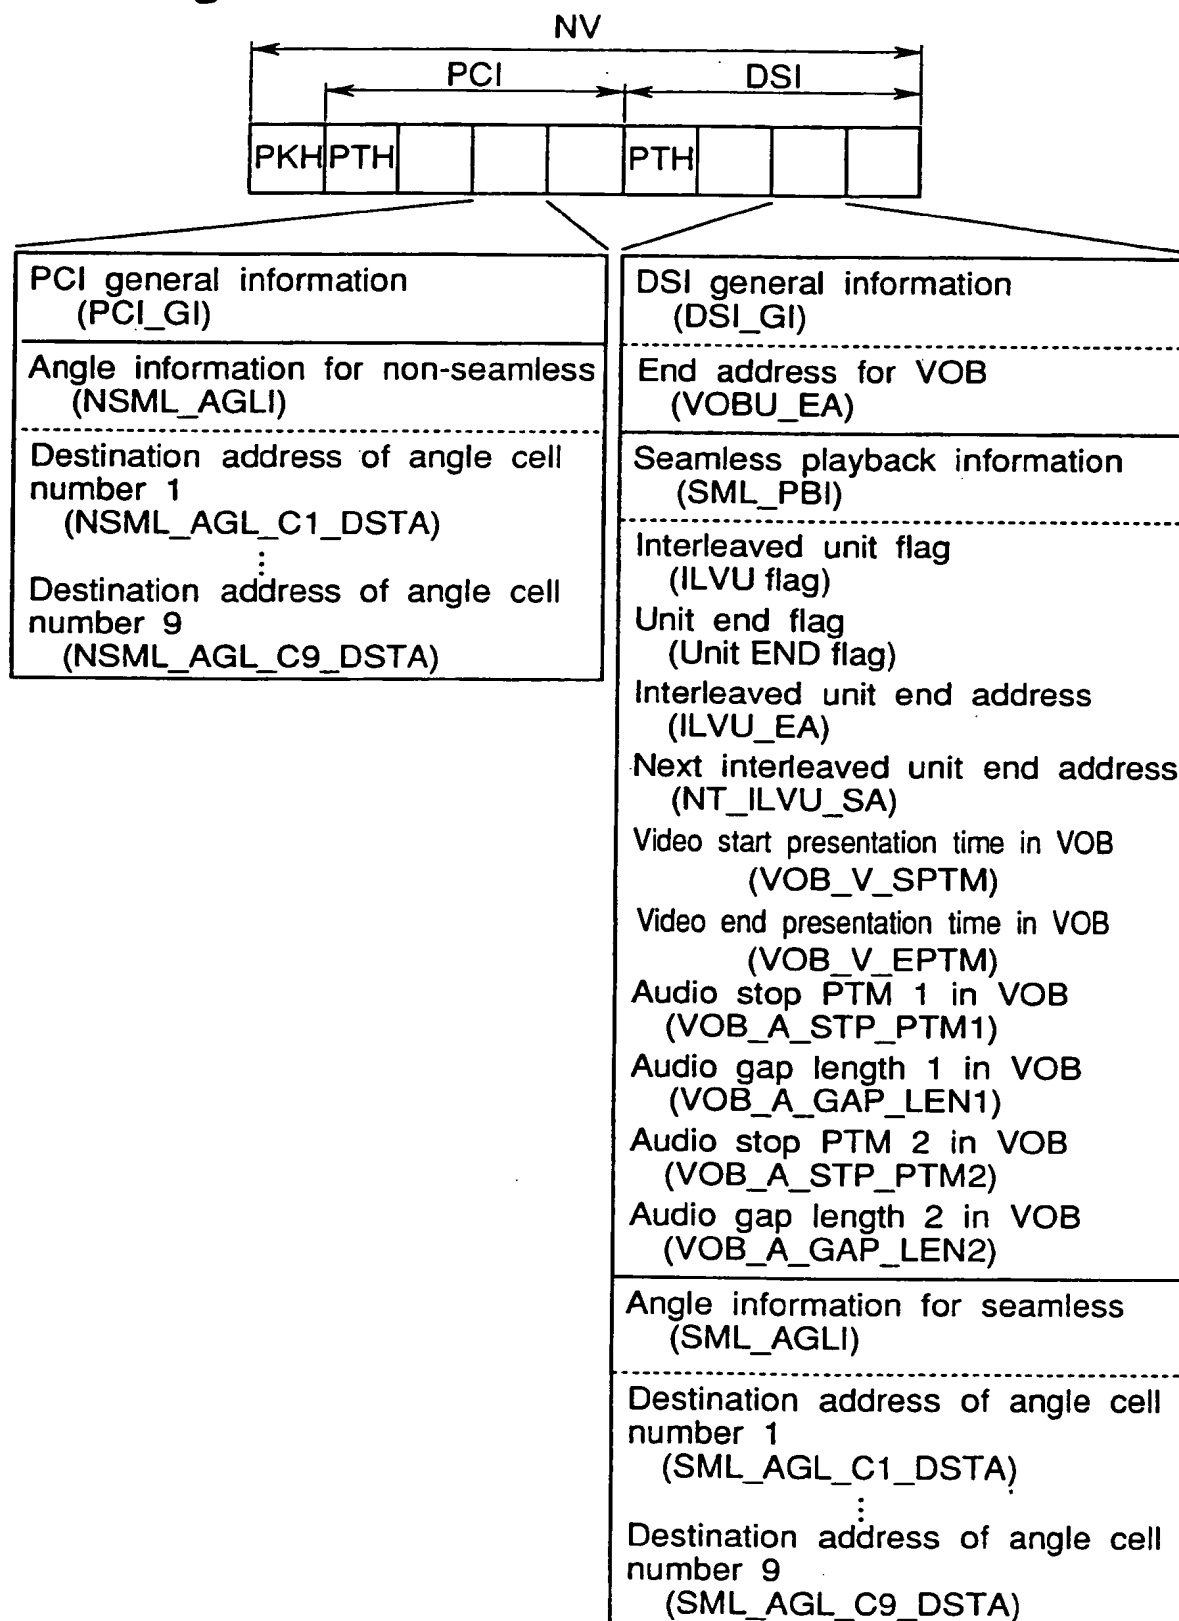 NV
PCI
DSI
PKH PTH PTH
PCI general information
(PCI_GI)
Angle information for non-seamless
(NSML_AGLI)
Destination address of angle cell
number 1
(NSML_AGL_C1_DSTA)
⋮
Destination address of angle cell
number 9
(NSML_AGL_C9_DSTA)
DSI general information
(DSI_GI)
End address for VOB
(VOBU_EA)
Seamless playback information
(SML_PBI)
Interleaved unit flag
(ILVU flag)
Unit end flag
(Unit END flag)
Interleaved unit end address
(ILVU_EA)
Next interleaved unit end address
(NT_ILVU_SA)
Video start presentation time in VOB
(VOB_V_SPTM)
Video end presentation time in VOB
(VOB_V_EPTM)
Audio stop PTM 1 in VOB
(VOB_A_STP_PTM1)
Audio gap length 1 in VOB
(VOB_A_GAP_LEN1)
Audio stop PTM 2 in VOB
(VOB_A_STP_PTM2)
Audio gap length 2 in VOB
(VOB_A_GAP_LEN2)
Angle information for seamless
(SML_AGLI)
Destination address of angle cell
number 1
(SML_AGL_C1_DSTA)
⋮
Destination address of angle cell
number 9
(SML_AGL_C9_DSTA)